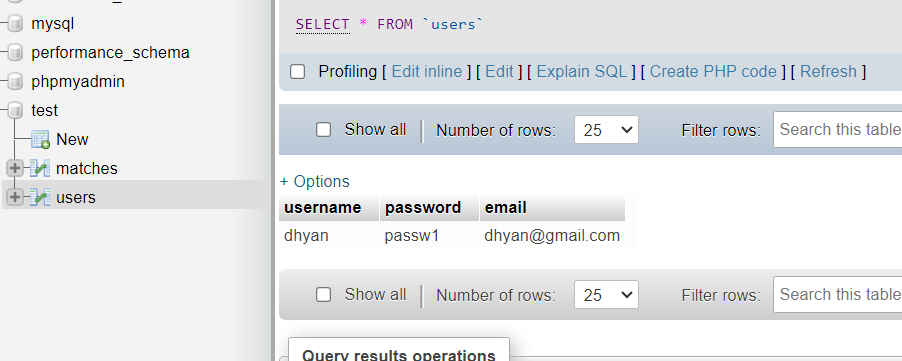 mysql
performance_schema
phpmyadmin
test
New
matches
users
SELECT * FROM `users`
Profiling [ Edit inline ] [ Edit ] [ Explain SQL ] [ Create PHP code ] [ Refresh ]
Show all Number of rows: 25 Filter rows: Search this table
+ Options
username password email
dhyan passw1 dhyan@gmail.com
Show all Number of rows: 25 Filter rows: Search this table
Query results operations